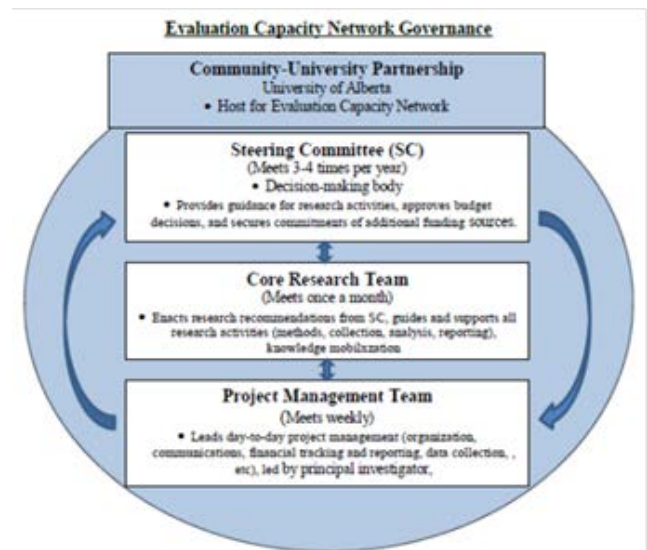 Evaluation Capacity Network Governance
Community-University Partnership
University of Alberta
• Host for Evaluation Capacity Network
Steering Committee (SC)
(Meets 3-4 times per year)
• Decision-making body
• Provides guidance for research activities, approves budget
decisions, and secures commitments of additional funding sources.
Core Research Team
(Meets once a month)
• Enacts research recommendations from SC, guides and supports all
research activities (methods, collection, analysis, reporting),
knowledge mobilization
Project Management Team
(Meets weekly)
• Leads day-to-day project management (organization,
communications, financial tracking and reporting, data collection, ,
etc), led by principal investigator,